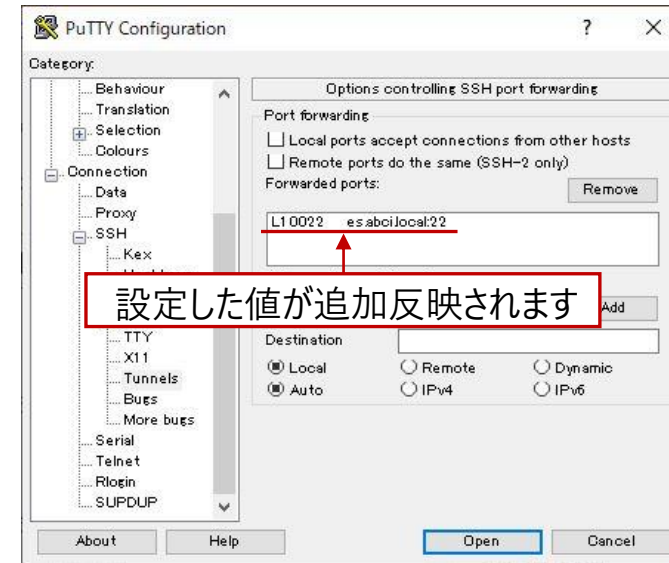 PuTTY Configuration
?
Category:
Behaviour
Translation
Selection
Colours
Connection
Data
Proxy
SSH
Kex
TTY
X11
Tunnels
Bugs
More bugs
Serial
Telnet
Rlogin
SUPDUP
Options controlling SSH port forwarding
Port forwarding
Local ports accept connections from other hosts
Remote ports do the same (SSH-2 only)
Forwarded ports:
Remove
L10022 es.abci.local:22
設定した値が追加反映されます
Add
Destination
Local
Remote
Dynamic
Auto
IPv4
IPv6
About
Help
Open
Cancel